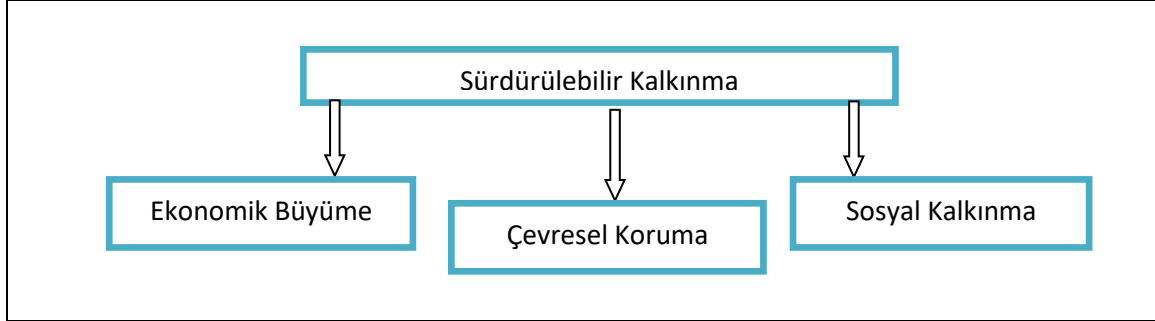 Sürdürülebilir Kalkınma
Ekonomik Büyüme
Çevresel Koruma
Sosyal Kalkınma